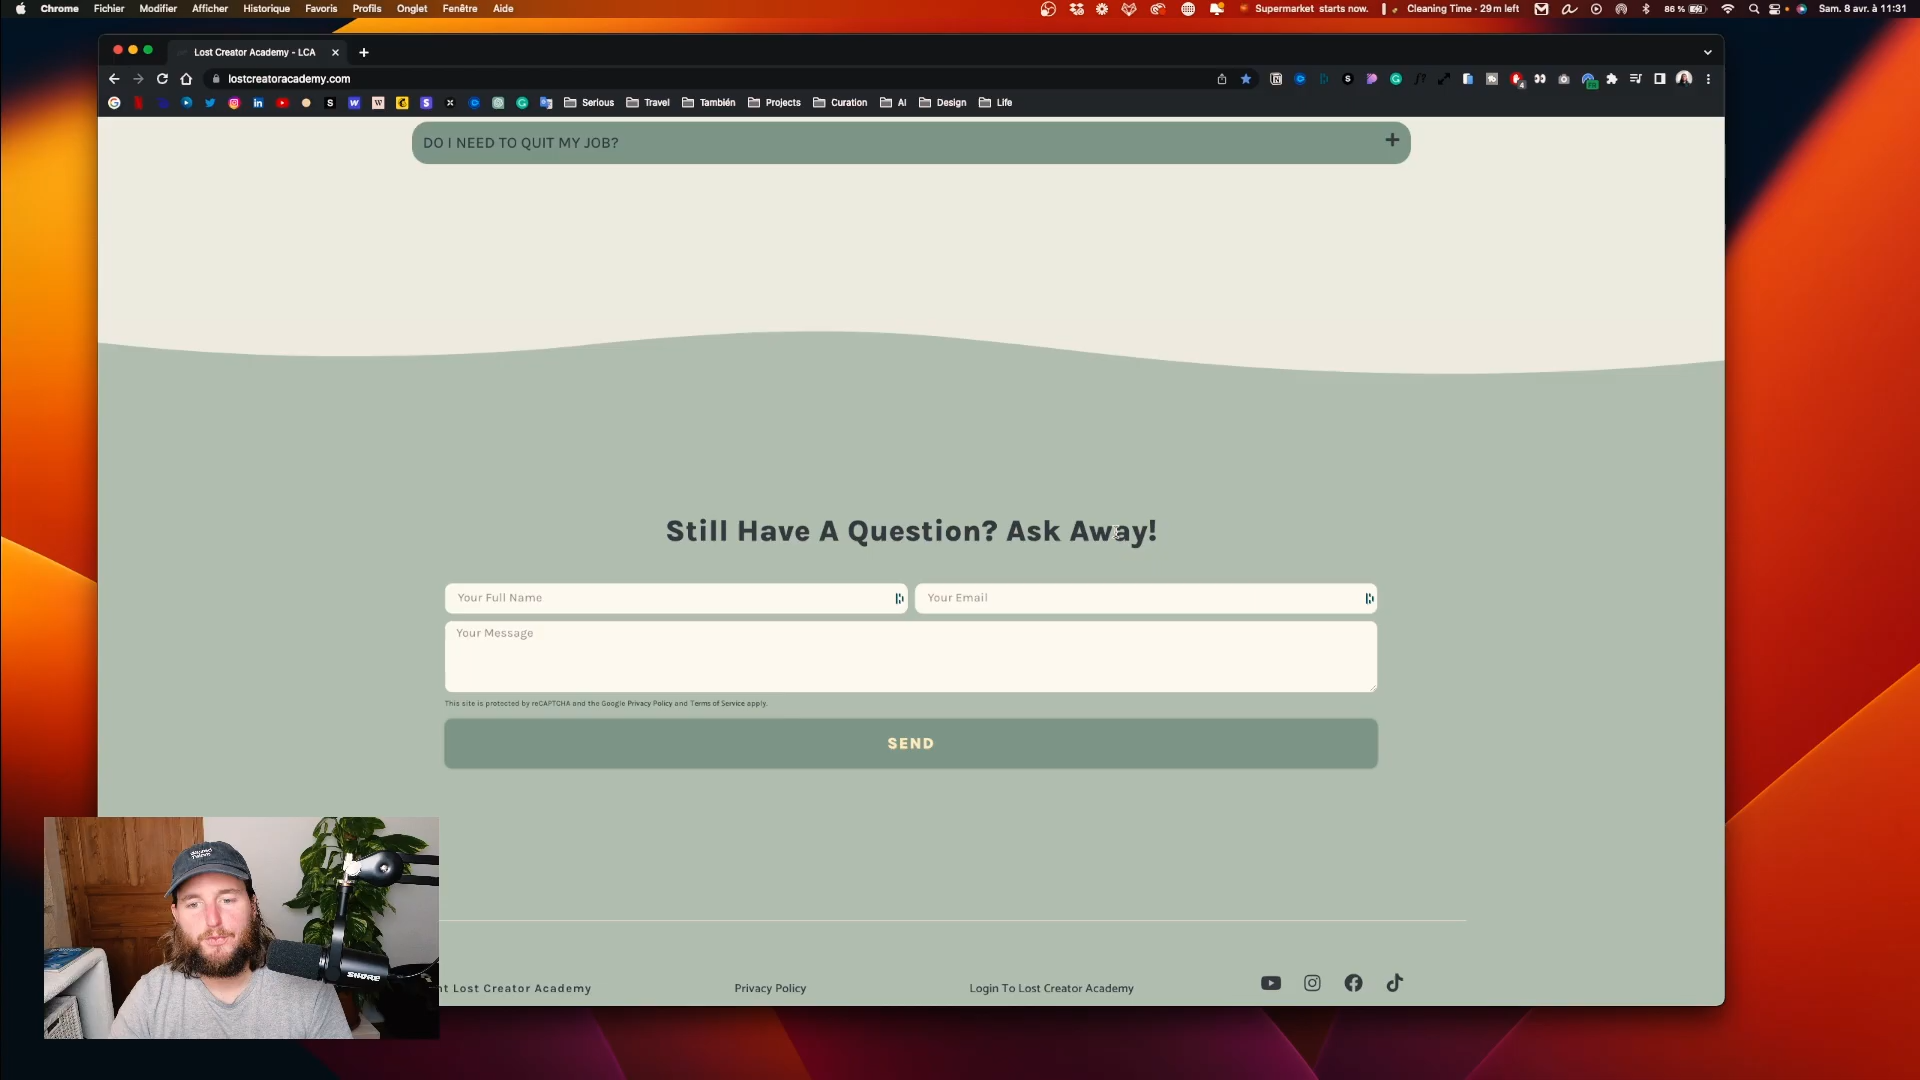 Chrome Fichier Modifier Afficher Historique Favoris Profils Onglet Fenêtre Aide
Supermarket starts now. Cleaning Time · 29 m left 86 % Sam. 8 avr. à 11:31
Lost Creator Academy - LCA
lostcreatoracademy.com
Serious Travel También Projects Curation AI Design Life
DO I NEED TO QUIT MY JOB?
Still Have A Question? Ask Away!
Your Full Name Your Email
Your Message
This site is protected by reCAPTCHA and the Google Privacy Policy and Terms of Service apply.
SEND
Lost Creator Academy Privacy Policy Login To Lost Creator Academy
SHURE